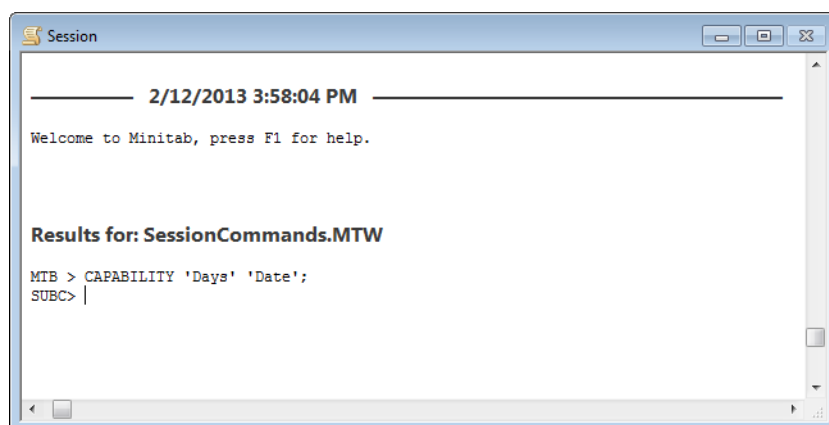 Session
2/12/2013 3:58:04 PM
Welcome to Minitab, press F1 for help.
Results for: SessionCommands.MTW
MTB > CAPABILITY 'Days' 'Date';
SUBC>